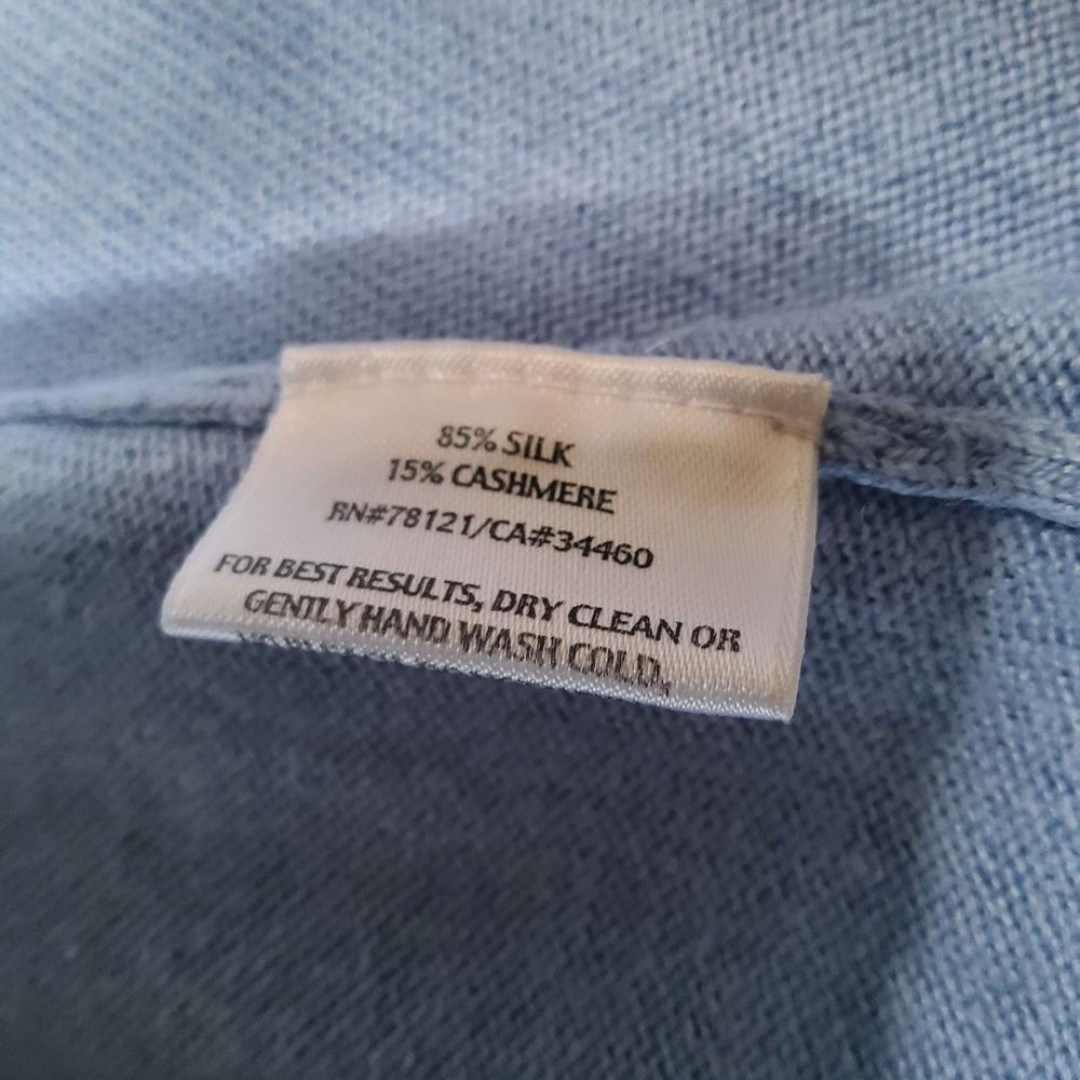 85% SILK
15% CASHMERE
RN#78121/CA#34460
FOR BEST RESULTS, DRY CLEAN OR
GENTLY HAND WASH COLD,